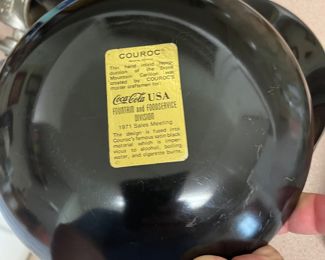 COUROC
This hand inlaid repro-
duction of the Stone
Mountain Carillon was
created by COUROC'S
master craftsmen for:
Coca-Cola USA
FOUNTAIN and FOODSERVICE
DIVISION
1971 Sales Meeting
The design is fused into
Couroc's famous satin black
material which is imper-
vious to alcohol, boiling
water, and cigarette burns.